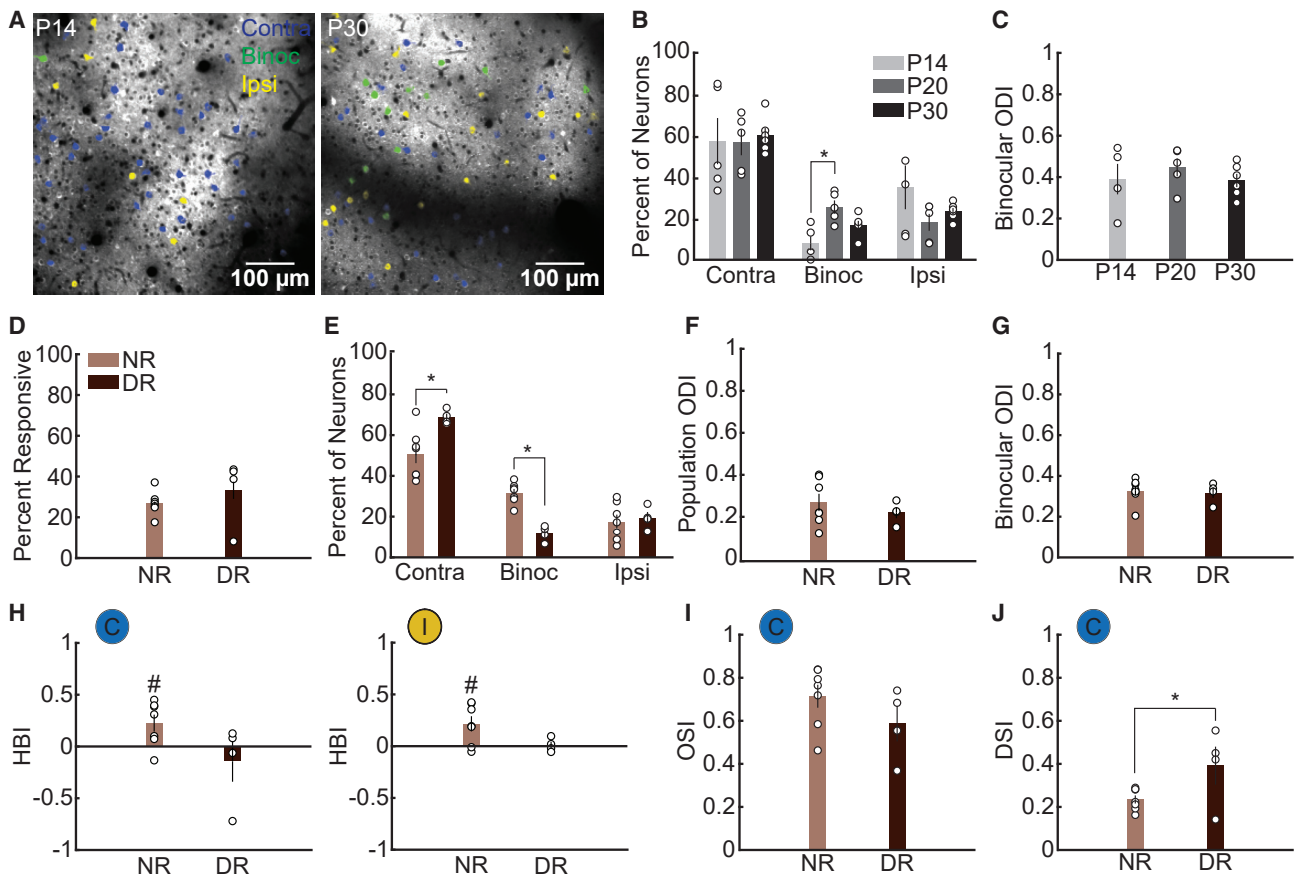 A
P14
Contra
Binoc
Ipsi
100 µm
P30
100 µm
B
Percent of Neurons
100
80
60
40
20
0
P14
P20
P30
*
Contra
Binoc
Ipsi
C
Binocular ODI
1
0.8
0.6
0.4
0.2
0
P14
P20
P30
D
Percent Responsive
100
80
60
40
20
0
NR
DR
NR
DR
E
Percent of Neurons
100
80
60
40
20
0
*
*
Contra
Binoc
Ipsi
F
Population ODI
1
0.8
0.6
0.4
0.2
0
NR
DR
G
Binocular ODI
1
0.8
0.6
0.4
0.2
0
NR
DR
H
C
HBI
1
0.5
0
-0.5
-1
#
NR
DR
I
HBI
1
0.5
0
-0.5
-1
#
NR
DR
I
C
OSI
1
0.8
0.6
0.4
0.2
0
NR
DR
J
C
DSI
1
0.8
0.6
0.4
0.2
0
*
NR
DR